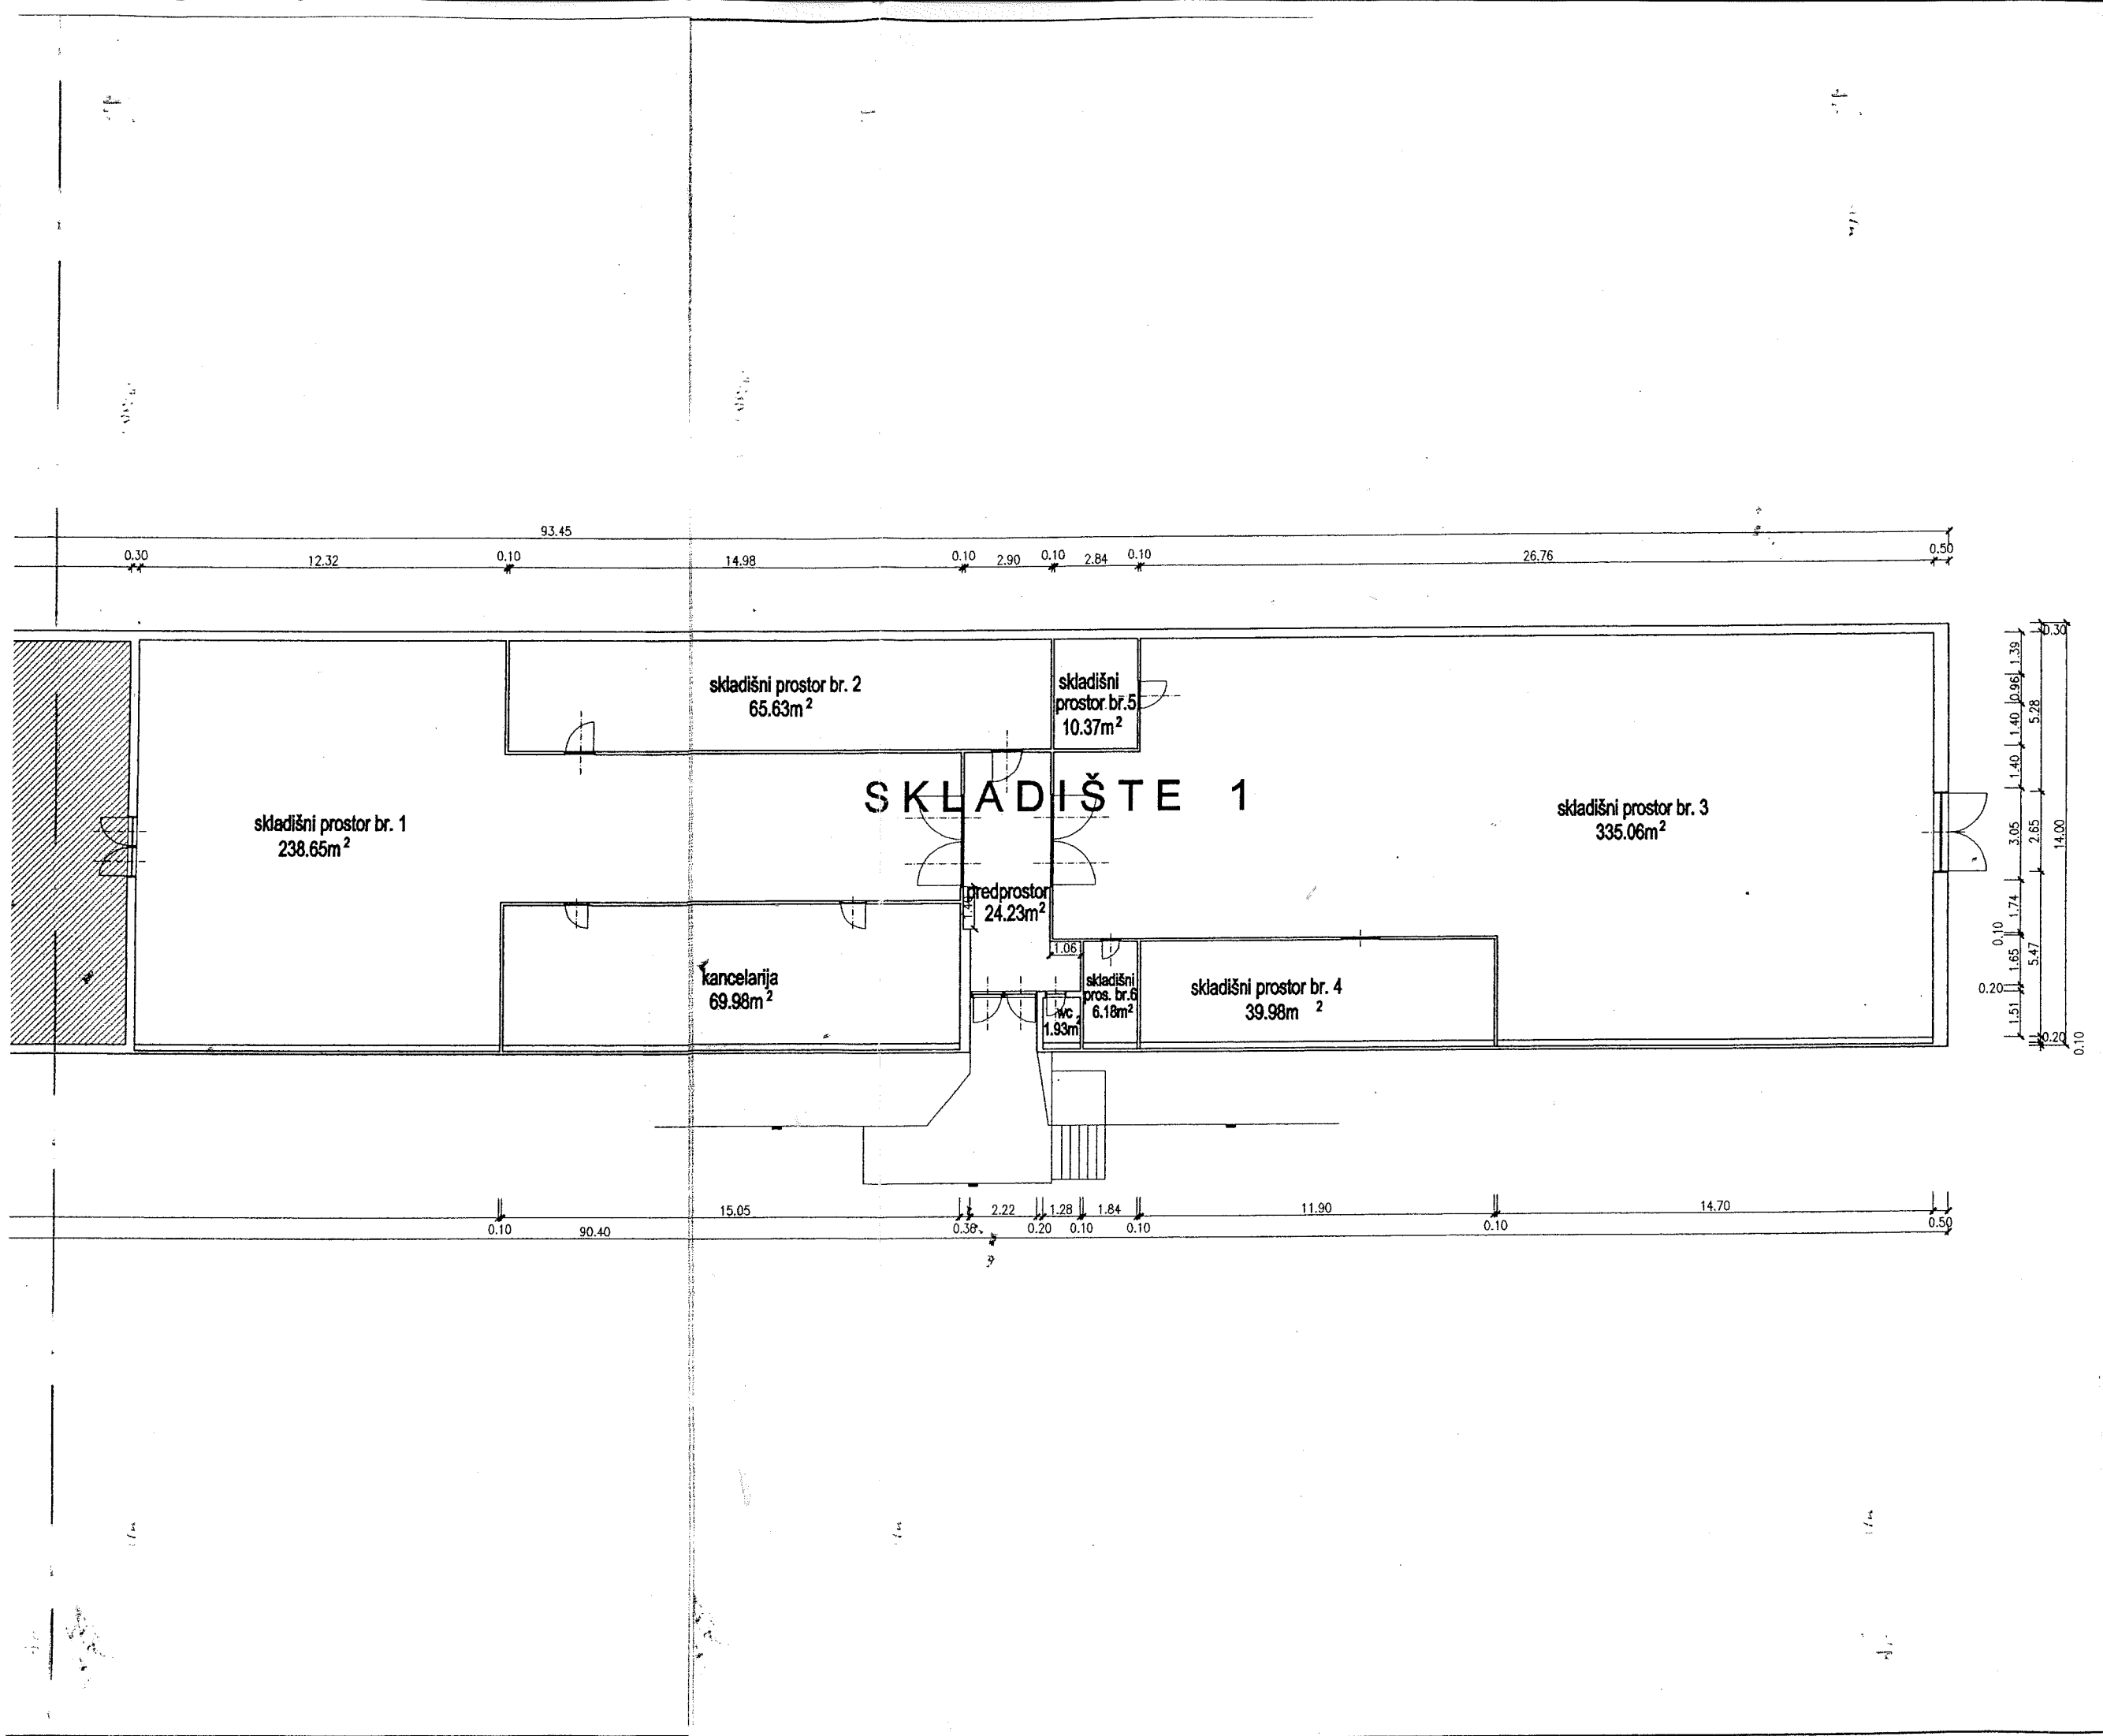 93.45
0.30 12.32 0.10 14.98 0.10 2.90 0.10 2.84 0.10 26.76 0.50
skladišni prostor br. 2
65.63m²
skladišni
prostor br.5
10.37m²
SKLADIŠTE 1
skladišni prostor br. 1
238.65m²
skladišni prostor br. 3
335.06m²
predprostor
24.23m²
1.40
1.06
kancelarija
69.98m²
skladišni
pros. br.6
6.18m²
wc
1.93m²
skladišni prostor br. 4
39.98m²
0.30
1.39
0.96
1.40
5.28
1.40
3.05
2.65
14.00
1.74
0.10
1.65
5.47
0.20
1.51
0.20
0.10
15.05 2.22 1.28 1.84 11.90 14.70
0.10 90.40 0.36 0.20 0.10 0.10 0.10 0.50